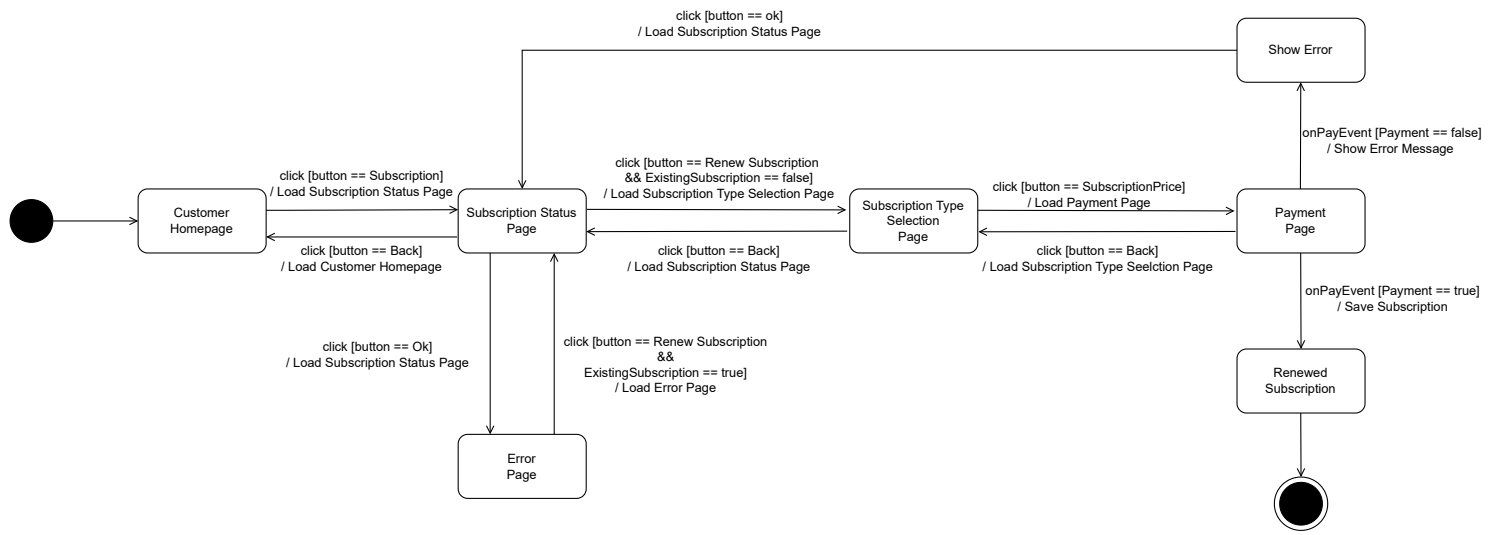 click [button == ok]
/ Load Subscription Status Page
Show Error
onPayEvent [Payment == false]
/ Show Error Message
click [button == Subscription]
/ Load Subscription Status Page
click [button == Renew Subscription
&& ExistingSubscription == false]
/ Load Subscription Type Selection Page
click [button == SubscriptionPrice]
/ Load Payment Page
Customer
Homepage
Subscription Status
Page
Subscription Type
Selection
Page
Payment
Page
click [button == Back]
/ Load Customer Homepage
click [button == Back]
/ Load Subscription Status Page
click [button == Back]
/ Load Subscription Type Seelction Page
onPayEvent [Payment == true]
/ Save Subscription
click [button == Ok]
/ Load Subscription Status Page
click [button == Renew Subscription
&&
ExistingSubscription == true]
/ Load Error Page
Renewed
Subscription
Error
Page